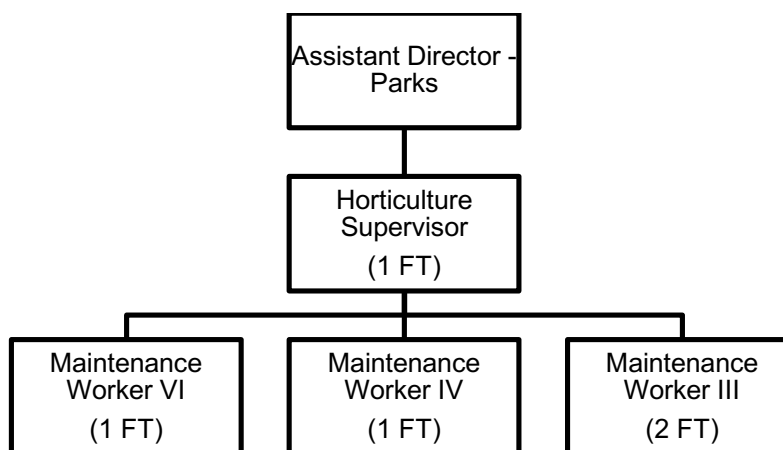 Assistant Director -
Parks
Horticulture
Supervisor
(1 FT)
Maintenance
Worker VI
(1 FT)
Maintenance
Worker IV
(1 FT)
Maintenance
Worker III
(2 FT)